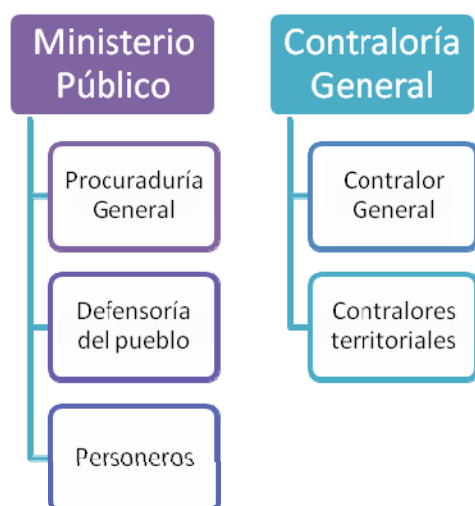 Ministerio
Público
Procuraduría
General
Defensoría
del pueblo
Personeros
Contraloría
General
Contralor
General
Contralores
territoriales